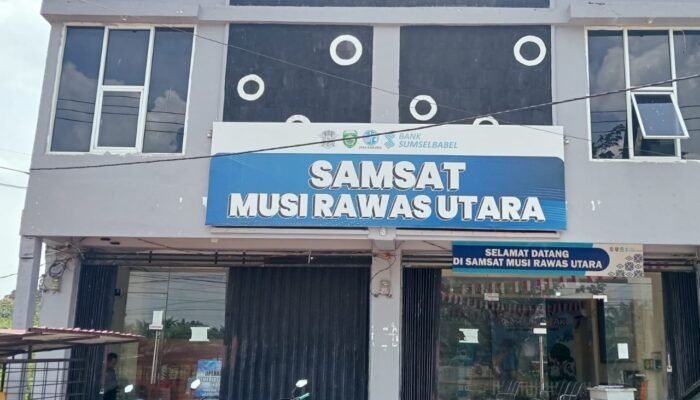 BANK
SUMSELBABEL
SAMSAT
MUSI RAWAS UTARA
SELAMAT DATANG
DI SAMSAT MUSI RAWAS UTARA